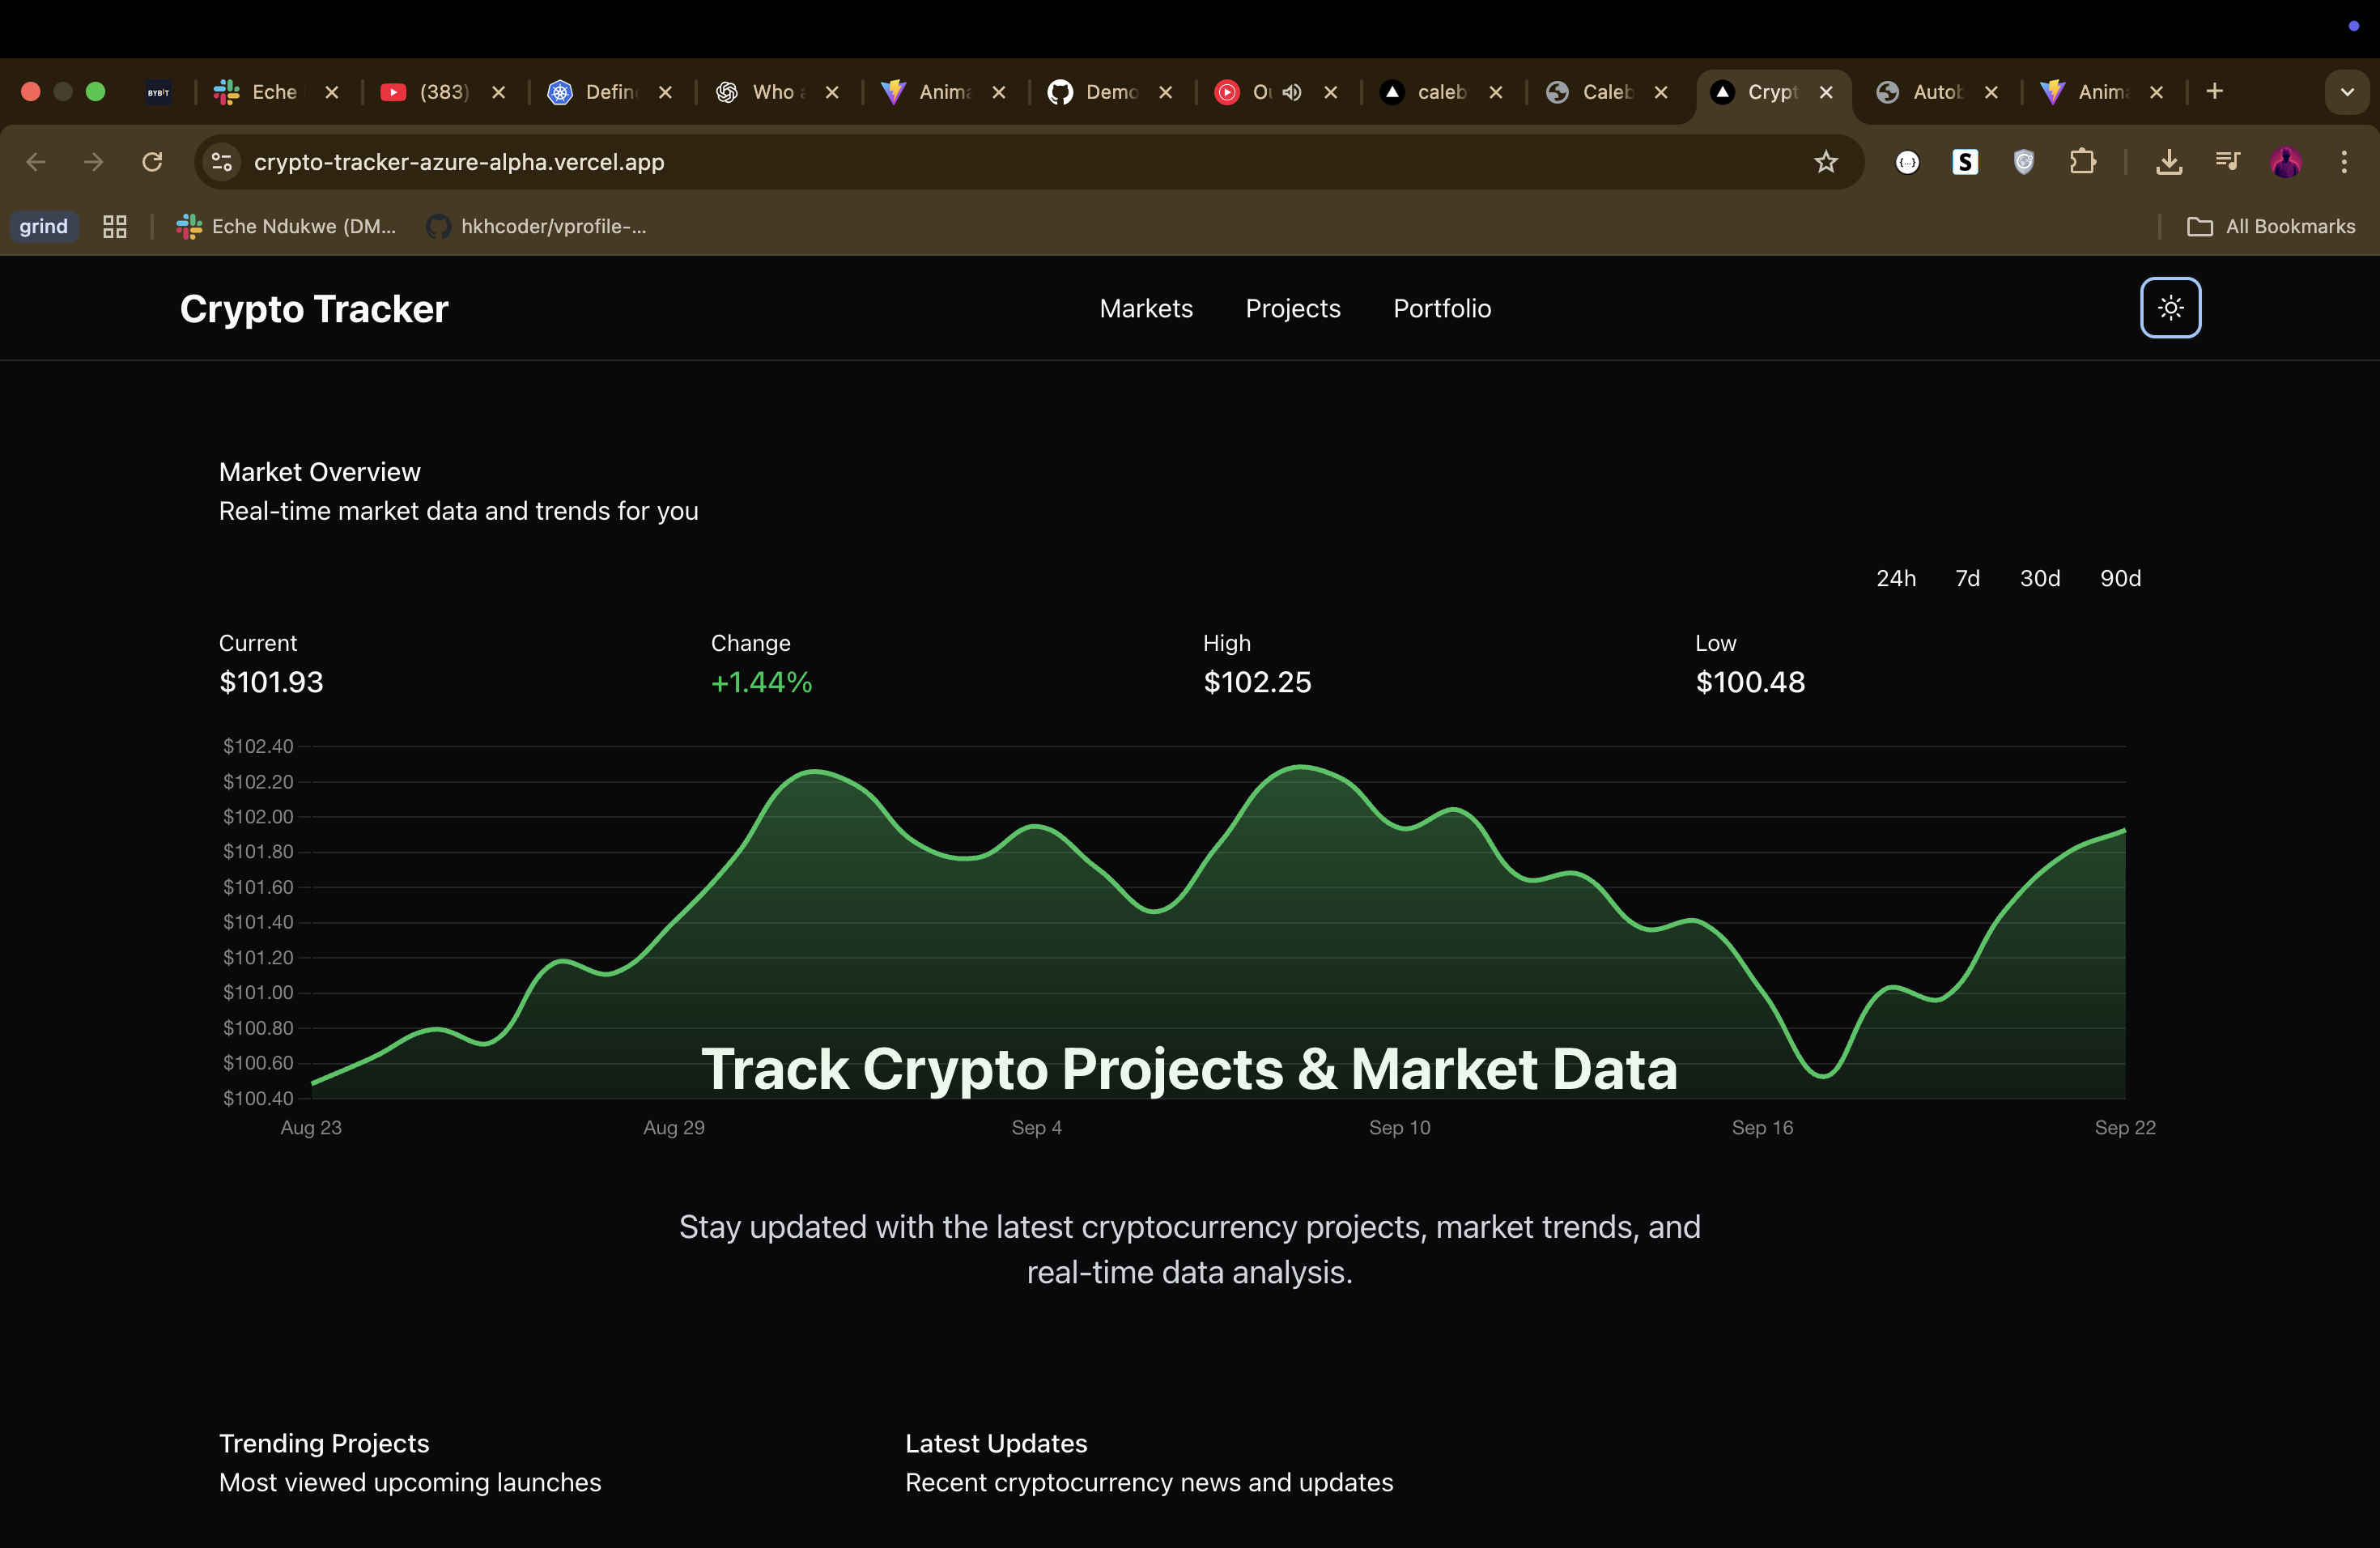 BYBIT
Eche
(383)
Defin
Who a
Anima
Demo
Ou
caleb
Caleb
Crypt
Autob
Anima
crypto-tracker-azure-alpha.vercel.app
S
grind
Eche Ndukwe (DM...
hkhcoder/vprofile-...
All Bookmarks
Crypto Tracker
Markets
Projects
Portfolio
Market Overview
Real-time market data and trends for you
24h
7d
30d
90d
Current
Change
High
Low
$101.93
+1.44%
$102.25
$100.48
$102.40
$102.20
$102.00
$101.80
$101.60
$101.40
$101.20
$101.00
$100.80
$100.60
$100.40
Track Crypto Projects & Market Data
Aug 23
Aug 29
Sep 4
Sep 10
Sep 16
Sep 22
Stay updated with the latest cryptocurrency projects, market trends, and
real-time data analysis.
Trending Projects
Most viewed upcoming launches
Latest Updates
Recent cryptocurrency news and updates